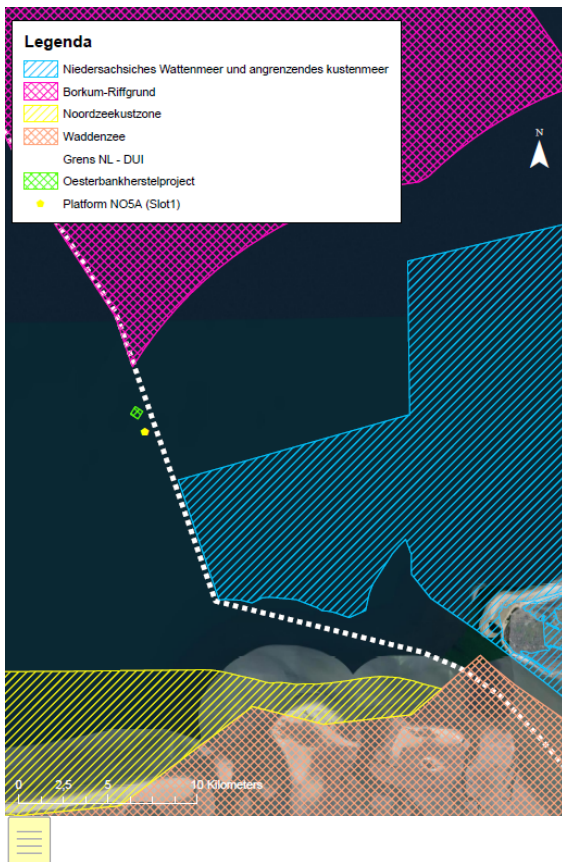 Legenda
Niedersachsiches Wattenmeer und angrenzendes kustenmeer
Borkum-Riffgrund
Noordzeekustzone
Waddenzee
Grens NL - DUI
Oesterbankherstelproject
Platform NO5A (Slot1)
N
0 2,5 5 10 Kilometers